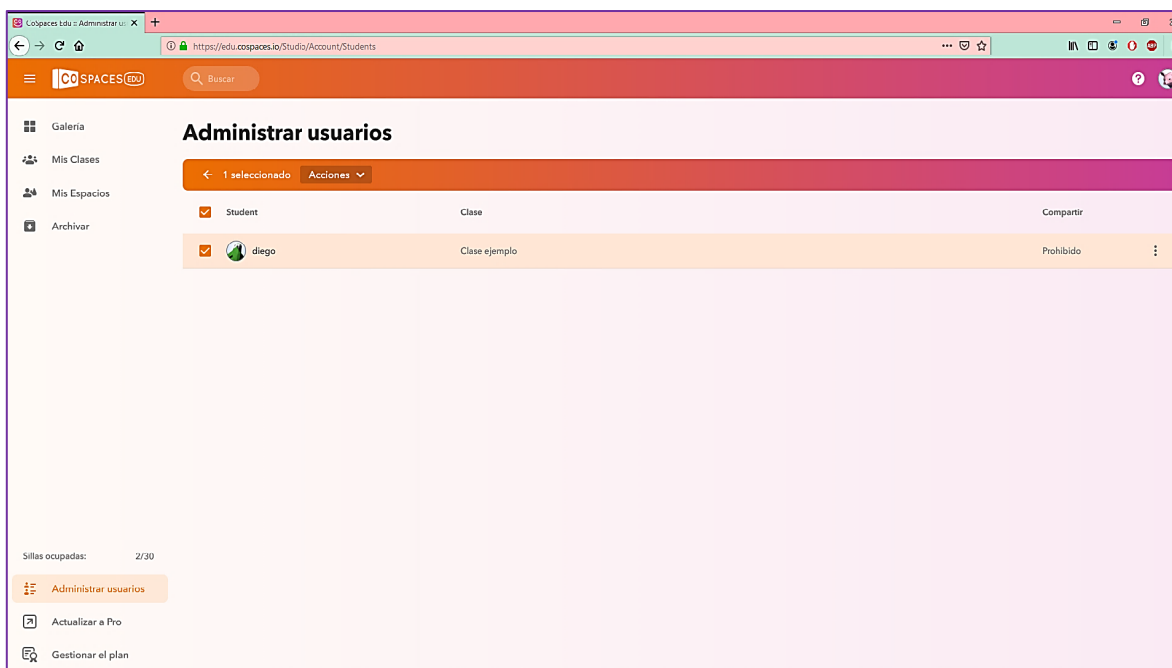 CoSpaces Edu :: Administrar us
https://edu.cospaces.io/Studio/Account/Students
COSPACES EDU
Buscar
Galería
Mis Clases
Mis Espacios
Archivar
Administrar usuarios
1 seleccionado Acciones
Student Clase Compartir
diego Clase ejemplo Prohibido
Sillas ocupadas: 2/30
Administrar usuarios
Actualizar a Pro
Gestionar el plan